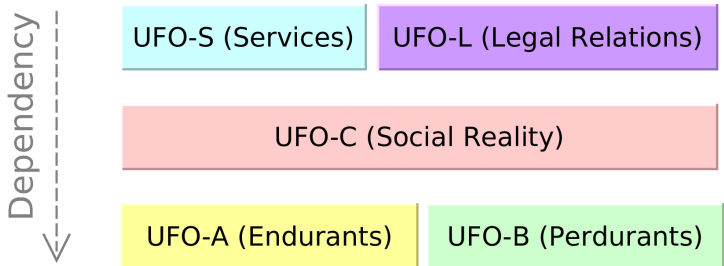 Dependency
UFO-S (Services)
UFO-L (Legal Relations)
UFO-C (Social Reality)
UFO-A (Endurants)
UFO-B (Perdurants)